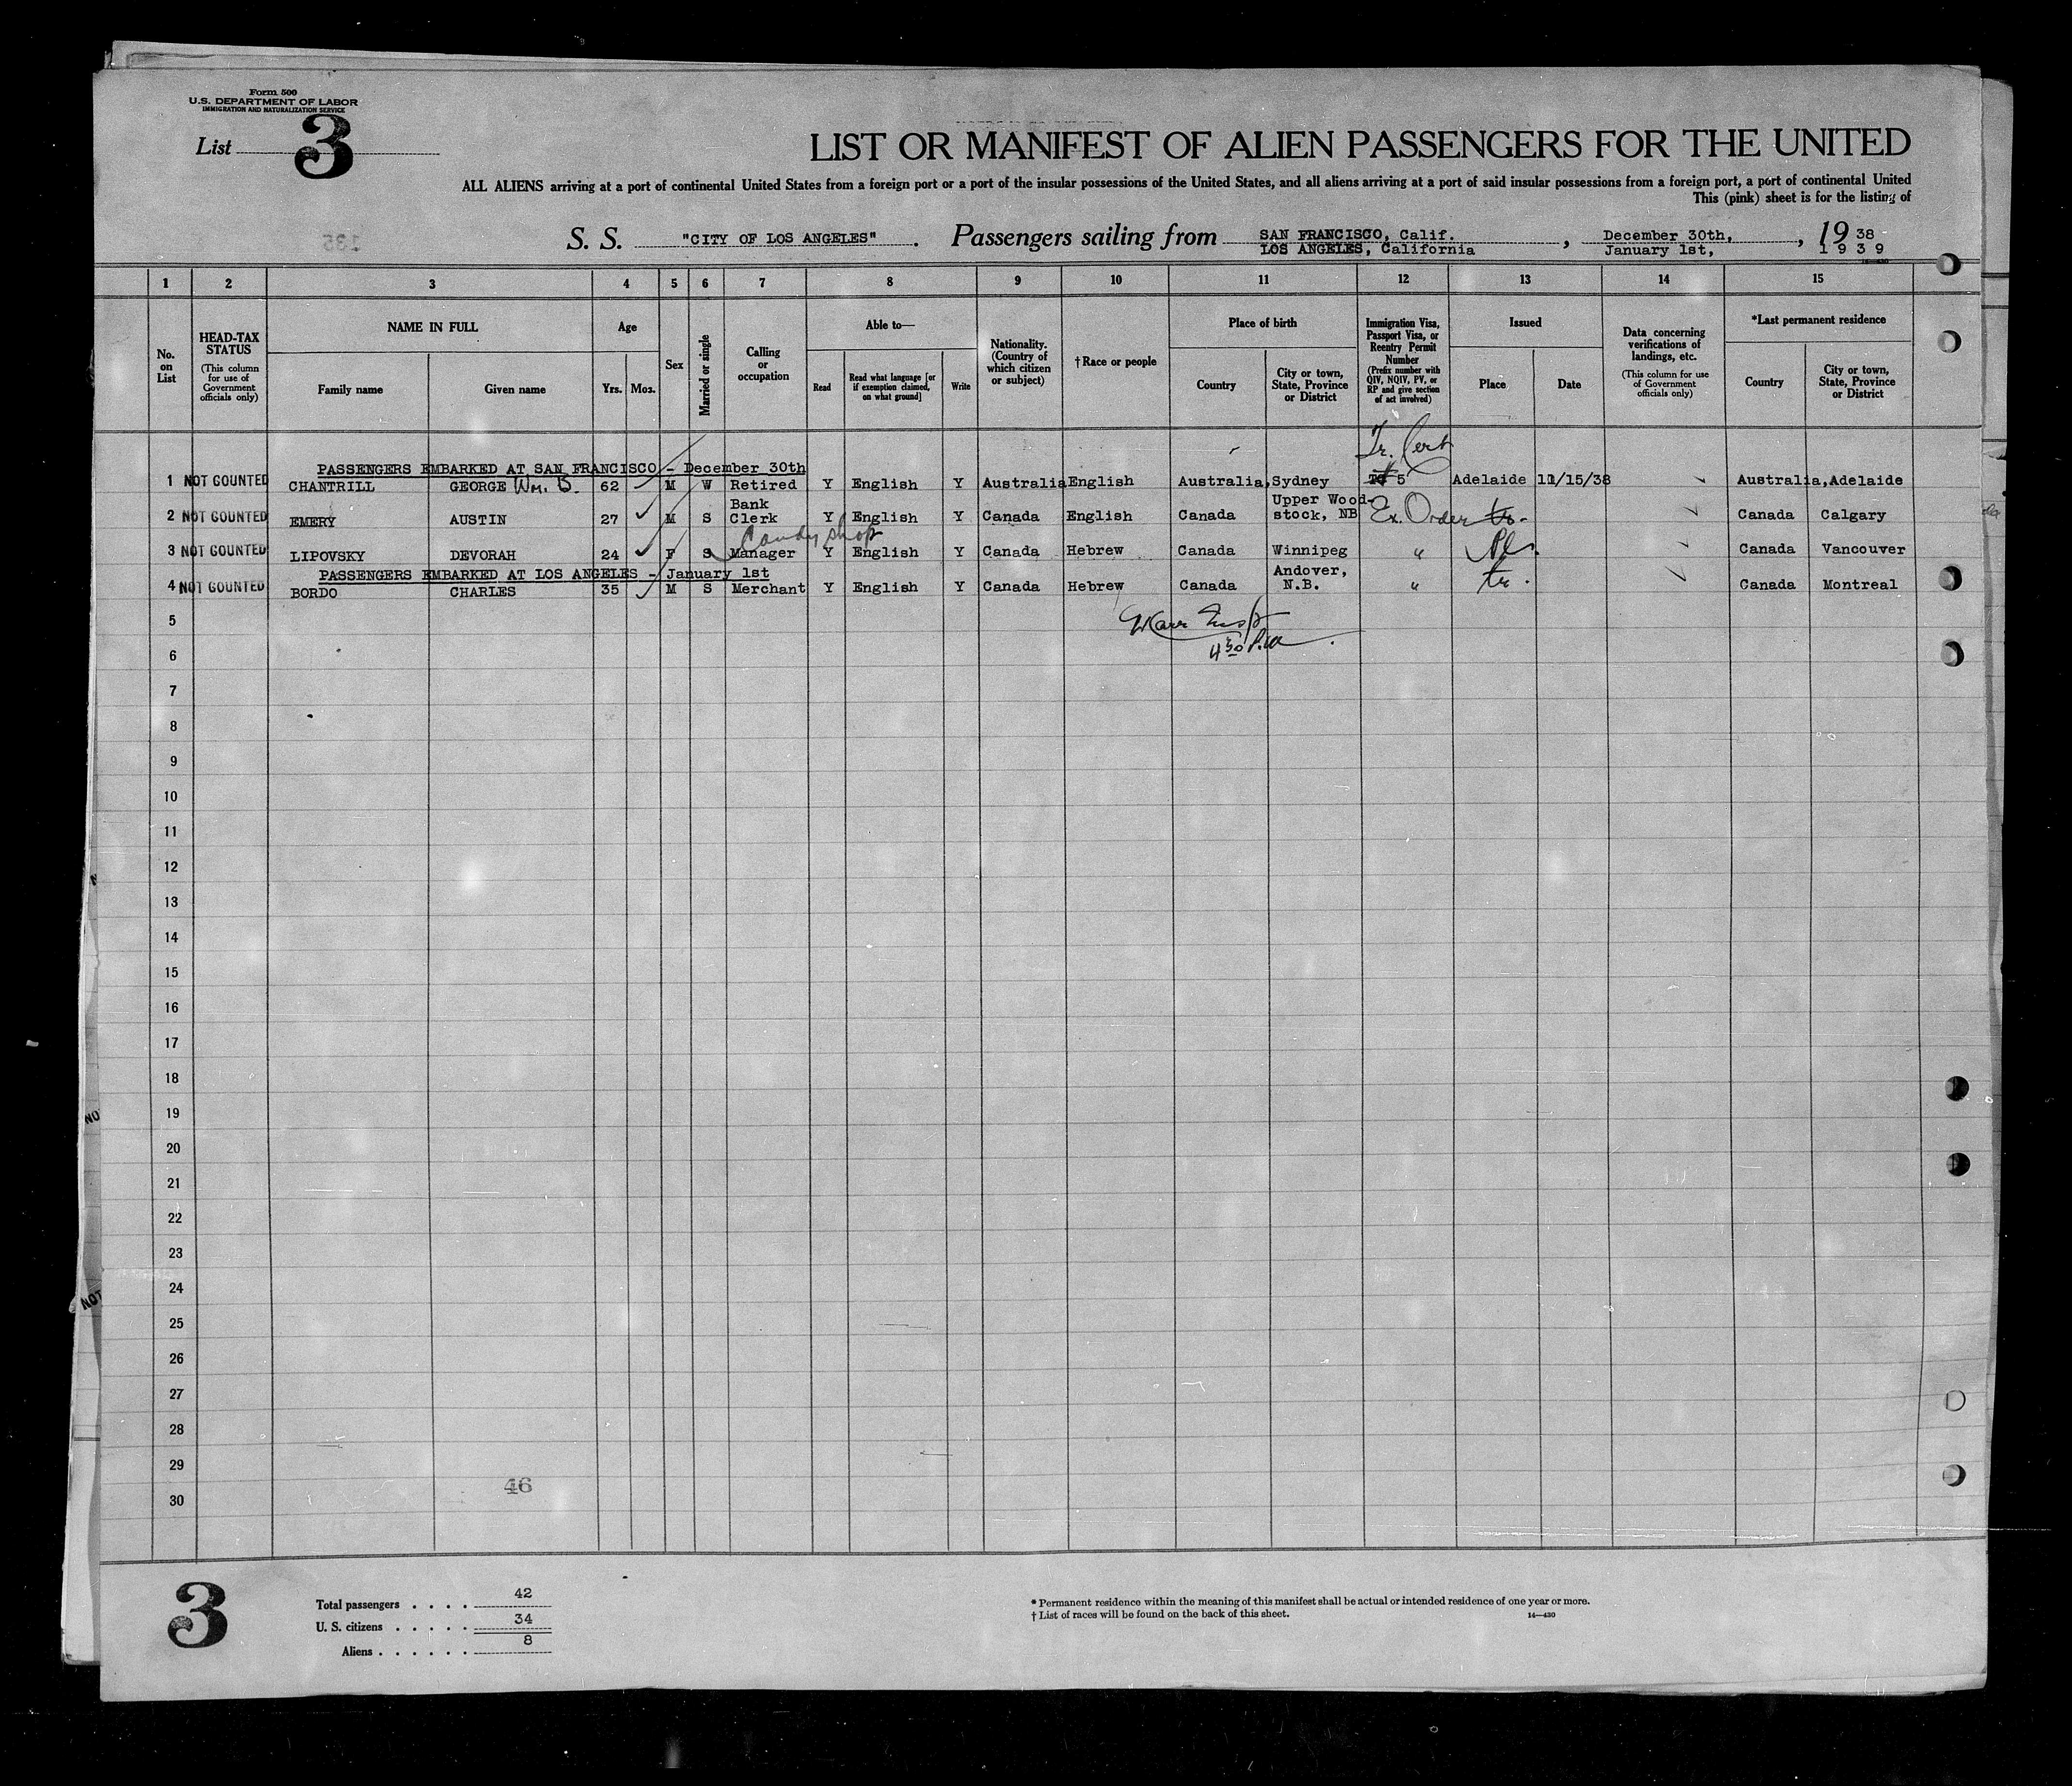 Form 500
U.S. DEPARTMENT OF LABOR
IMMIGRATION AND NATURALIZATION SERVICE
List 3
LIST OR MANIFEST OF ALIEN PASSENGERS FOR THE UNITED
ALL ALIENS arriving at a port of continental United States from a foreign port or a port of the insular possessions of the United States, and all aliens arriving at a port of said insular possessions from a foreign port, a port of continental United
This (pink) sheet is for the listing of
135
S. S. "CITY OF LOS ANGELES". Passengers sailing from SAN FRANCISCO, Calif., December 30th, , 19 38
LOS ANGELES, California January 1st, 1 9 3 9
1 2 3 4 5 6 7 8 9 10 11 12 13 14 15
No. on List
HEAD-TAX STATUS
(This column for use of Government officials only)
NAME IN FULL
Family name Given name
Age
Yrs. Mos.
Sex
Married or single
Calling or occupation
Able to—
Read
Read what language [or if exemption claimed, on what ground]
Write
Nationality. (Country of which citizen or subject)
†Race or people
Place of birth
Country
City or town, State, Province or District
Immigration Visa, Passport Visa, or Reentry Permit Number
(Prefix number with QIV, NQIV, PV, or RP and give section of act involved)
Issued
Place Date
Data concerning verifications of landings, etc.
(This column for use of Government officials only)
*Last permanent residence
Country
City or town, State, Province or District
Tr. Cert
PASSENGERS EMBARKED AT SAN FRANCISCO - December 30th
1 NOT COUNTED CHANTRILL GEORGE Wm. B. 62 M W Retired Y English Y Australia English Australia, Sydney 5 Adelaide 11/15/38 Australia, Adelaide
2 NOT COUNTED EMERY AUSTIN 27 M S Bank Clerk Y English Y Canada English Canada Upper Wood-stock, NB Ex. Order tr. Canada Calgary
Candy shop
3 NOT COUNTED LIPOVSKY DEVORAH 24 F S Manager Y English Y Canada Hebrew Canada Winnipeg " Canada Vancouver
PASSENGERS EMBARKED AT LOS ANGELES - January 1st
4 NOT COUNTED BORDO CHARLES 35 M S Merchant Y English Y Canada Hebrew Canada Andover, N.B. " tr. Canada Montreal
5
4 30 P.M.
6
7
8
9
10
11
12
13
14
15
16
17
18
19
20
21
22
23
24
25
26
27
28
29
46
30
3
Total passengers . . . . 42
U. S. citizens . . . . . 34
Aliens . . . . . . 8
* Permanent residence within the meaning of this manifest shall be actual or intended residence of one year or more.
† List of races will be found on the back of this sheet. 14—430